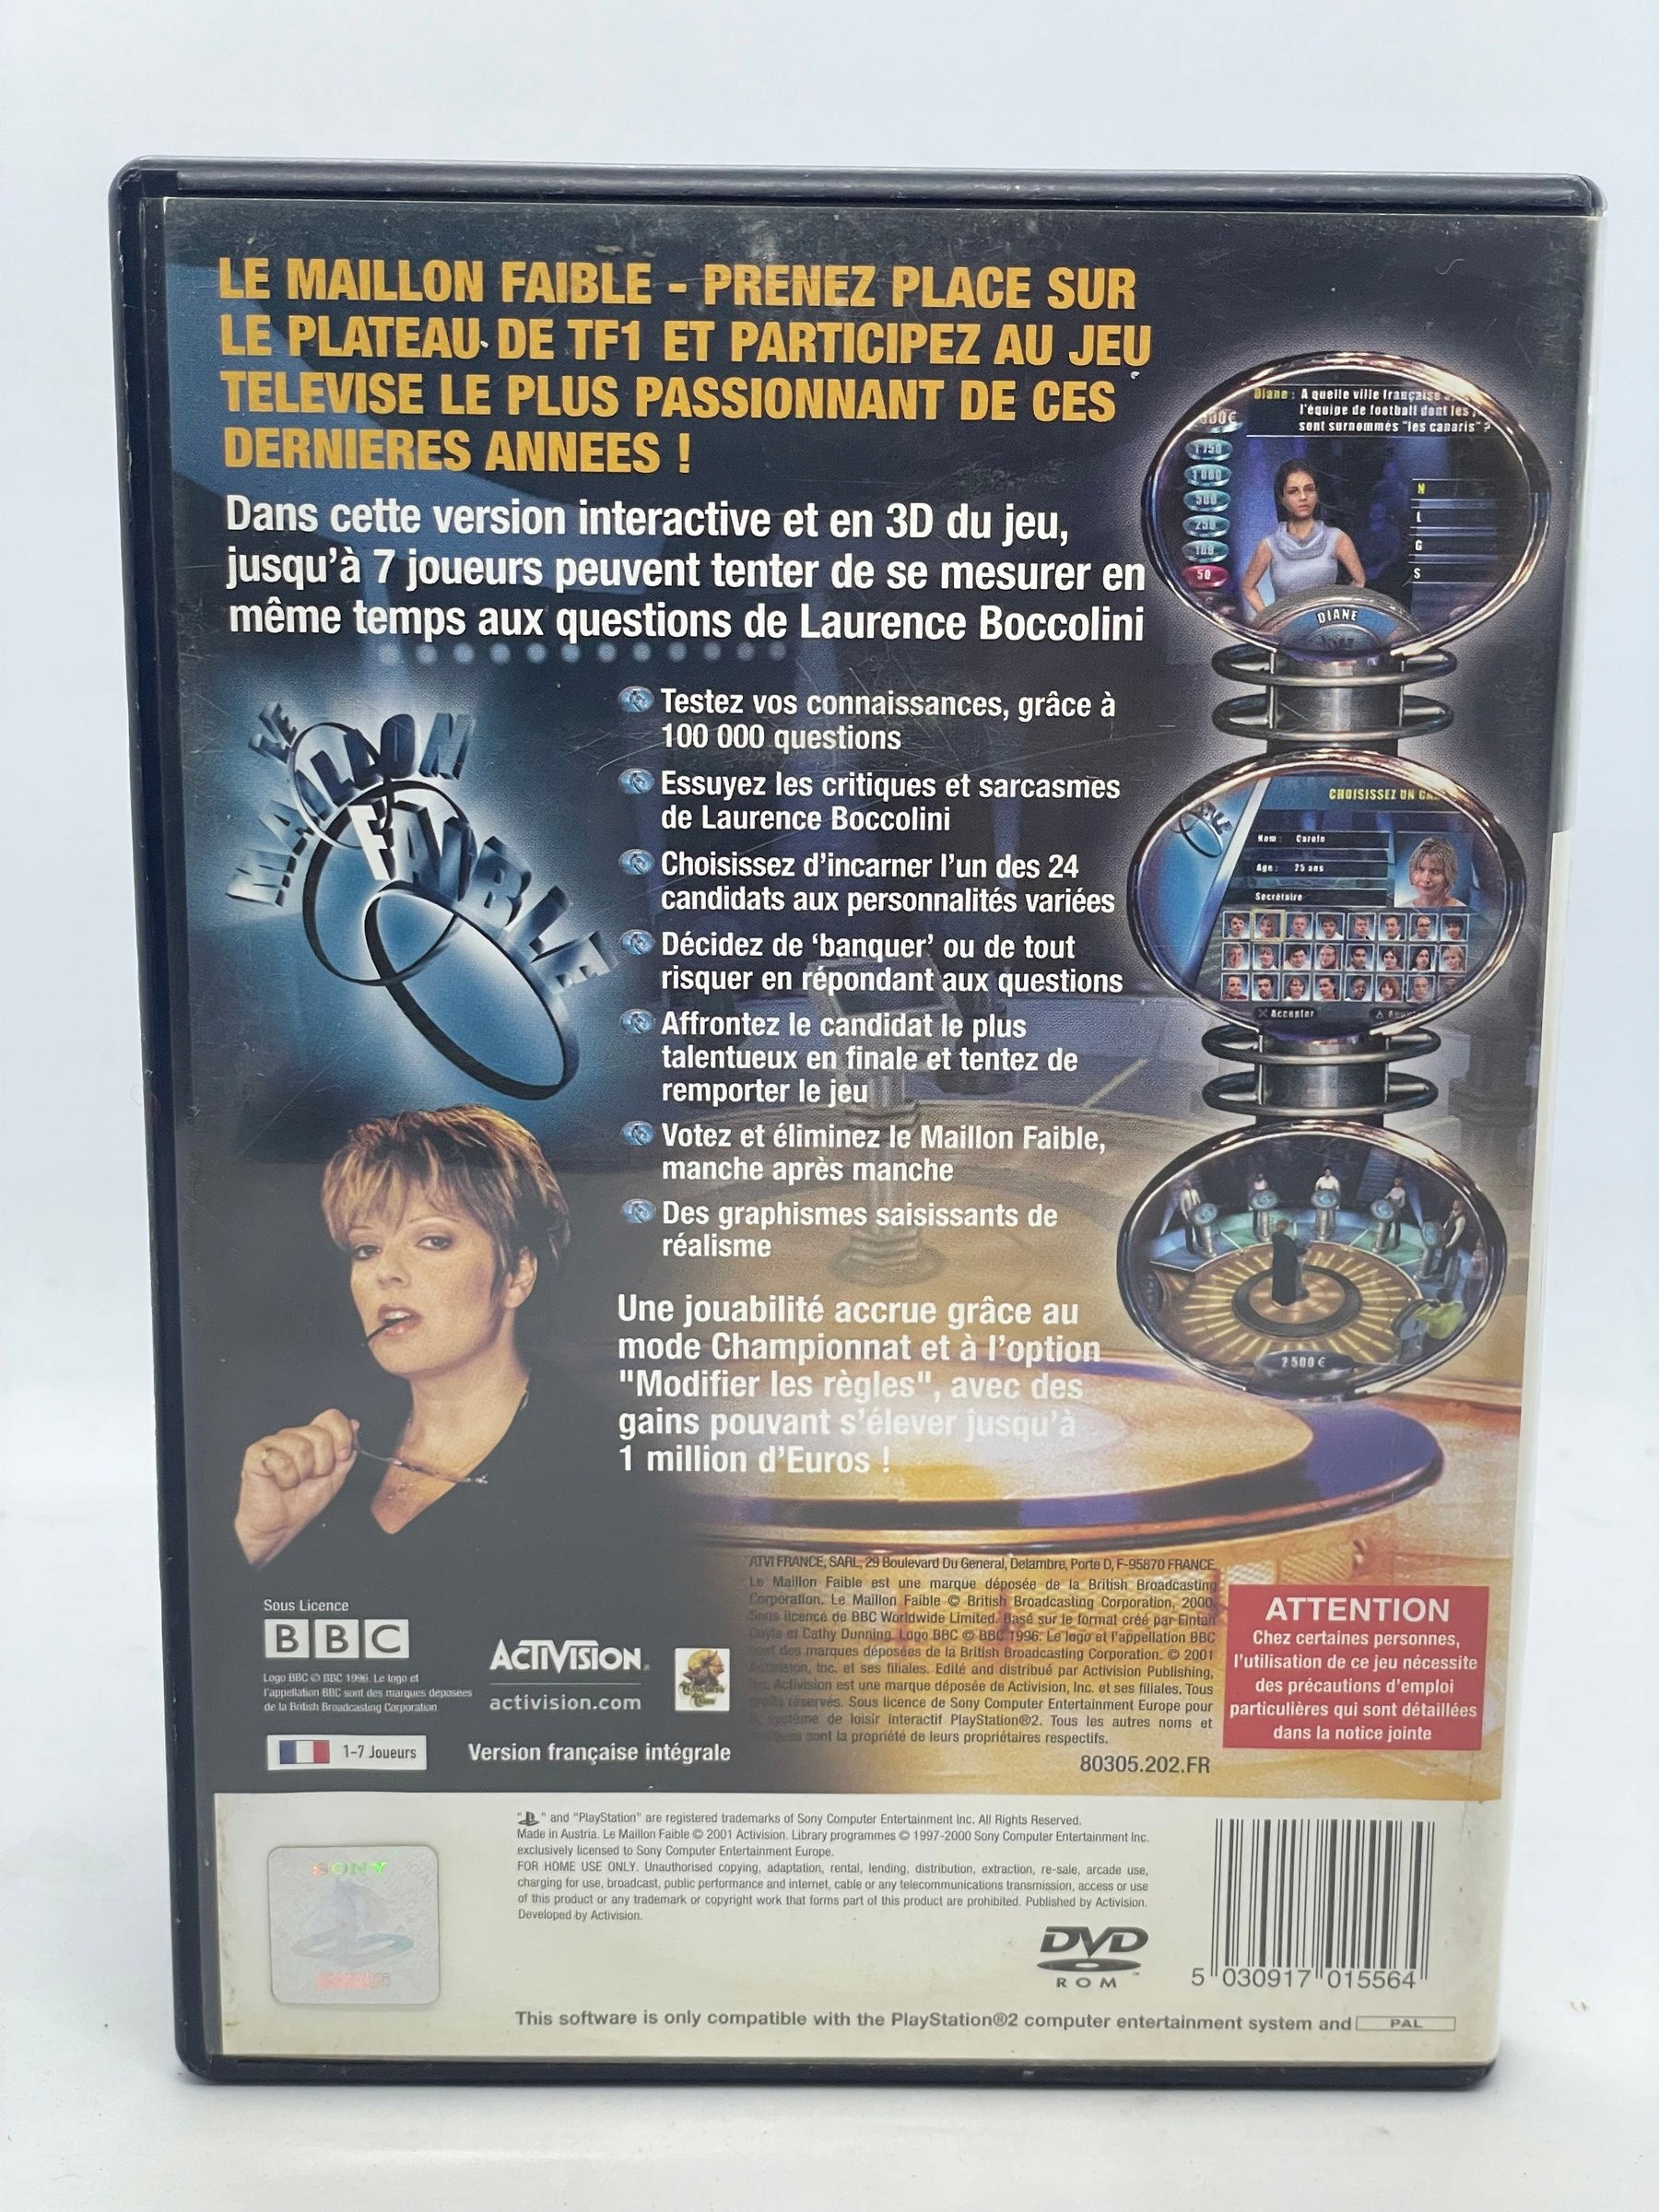 LE MAILLON FAIBLE - PRENEZ PLACE SUR
LE PLATEAU DE TF1 ET PARTICIPEZ AU JEU
TELEVISE LE PLUS PASSIONNANT DE CES
DERNIERES ANNEES !
Dans cette version interactive et en 3D du jeu,
jusqu'à 7 joueurs peuvent tenter de se mesurer en
même temps aux questions de Laurence Boccolini
LE
MAILLON
FAIBLE
Testez vos connaissances, grâce à
100 000 questions
Essuyez les critiques et sarcasmes
de Laurence Boccolini
Choisissez d'incarner l'un des 24
candidats aux personnalités variées
Décidez de ‘banquer’ ou de tout
risquer en répondant aux questions
Affrontez le candidat le plus
talentueux en finale et tentez de
remporter le jeu
Votez et éliminez le Maillon Faible,
manche après manche
Des graphismes saisissants de
réalisme
Une jouabilité accrue grâce au
mode Championnat et à l'option
"Modifier les règles", avec des
gains pouvant s'élever jusqu'à
1 million d'Euros !
Diane : A quelle ville française
l'équipe de football dont les
sont surnommés "les canaris" ?
500
250
100
50
N
L
G
S
DIANE
CHOISISSEZ UN
Nom : Carole
Age : 25 ans
Secrétaire
Accepter
2500 €
Sous Licence
BBC
Logo BBC © BBC 1996. Le logo et
l'appellation BBC sont des marques déposées
de la British Broadcasting Corporation
ACTIVISION.
activision.com
1-7 Joueurs
Version française intégrale
ATVI FRANCE, SARL, 29 Boulevard Du General, Delambre, Porte D, F-95870 FRANCE
Le Maillon Faible est une marque déposée de la British Broadcasting
Corporation. Le Maillon Faible © British Broadcasting Corporation, 2000.
Sous licence de BBC Worldwide Limited. Basé sur le format créé par Fintan
Coyle et Cathy Dunning. Logo BBC © BBC 1996. Le logo et l'appellation BBC
sont des marques déposées de la British Broadcasting Corporation. © 2001
Activision, Inc. et ses filiales. Edité and distribué par Activision Publishing,
Inc. Activision est une marque déposée de Activision, Inc. et ses filiales. Tous
droits réservés. Sous licence de Sony Computer Entertainment Europe pour
le système de loisir interactif PlayStation®2. Tous les autres noms et
marques sont la propriété de leurs propriétaires respectifs.
80305.202.FR
ATTENTION
Chez certaines personnes,
l'utilisation de ce jeu nécessite
des précautions d'emploi
particulières qui sont détaillées
dans la notice jointe
" " and "PlayStation" are registered trademarks of Sony Computer Entertainment Inc. All Rights Reserved.
Made in Austria. Le Maillon Faible © 2001 Activision. Library programmes © 1997-2000 Sony Computer Entertainment Inc.
exclusively licensed to Sony Computer Entertainment Europe.
FOR HOME USE ONLY. Unauthorised copying, adaptation, rental, lending, distribution, extraction, re-sale, arcade use,
charging for use, broadcast, public performance and internet, cable or any telecommunications transmission, access or use
of this product or any trademark or copyright work that forms part of this product are prohibited. Published by Activision.
Developed by Activision.
SONY
DVD
ROM
5 030917 015564
This software is only compatible with the PlayStation®2 computer entertainment system and PAL